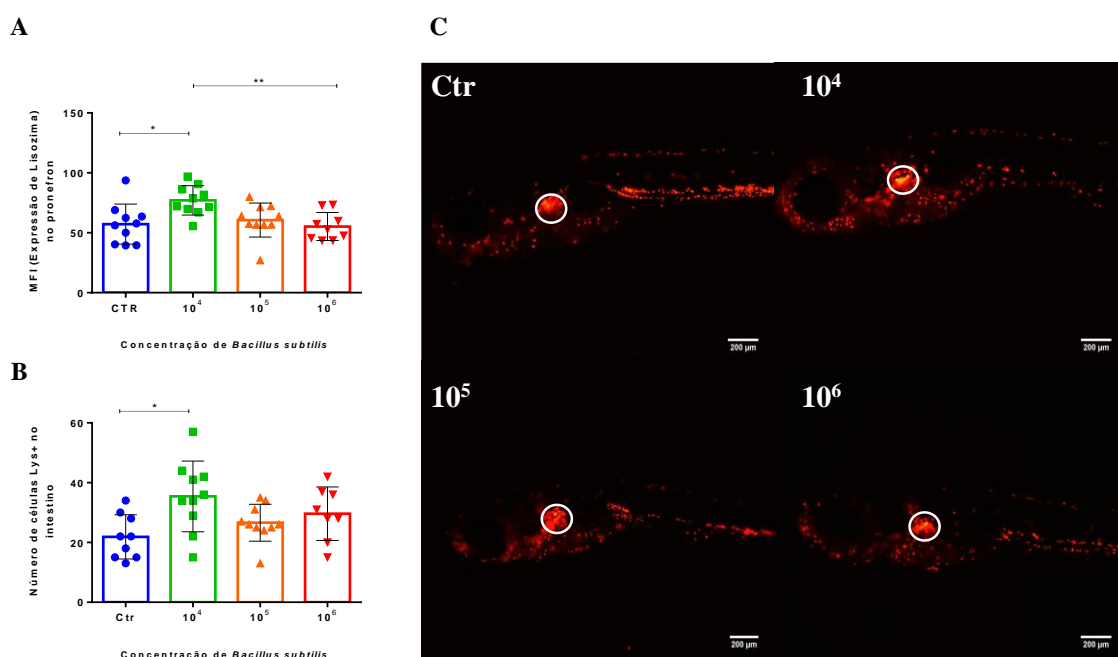 A
MFI (Expressão de Lisozima)
no pronefron
**
*
150
100
50
0
CTR 10⁴ 10⁵ 10⁶
Concentração de Bacillus subtilis
B
Número de células Lys+ no
intestino
*
60
40
20
0
Ctr 10⁴ 10⁵ 10⁶
Concentração de Bacillus subtilis
C
Ctr
200 µm
10⁴
200 µm
10⁵
200 µm
10⁶
200 µm